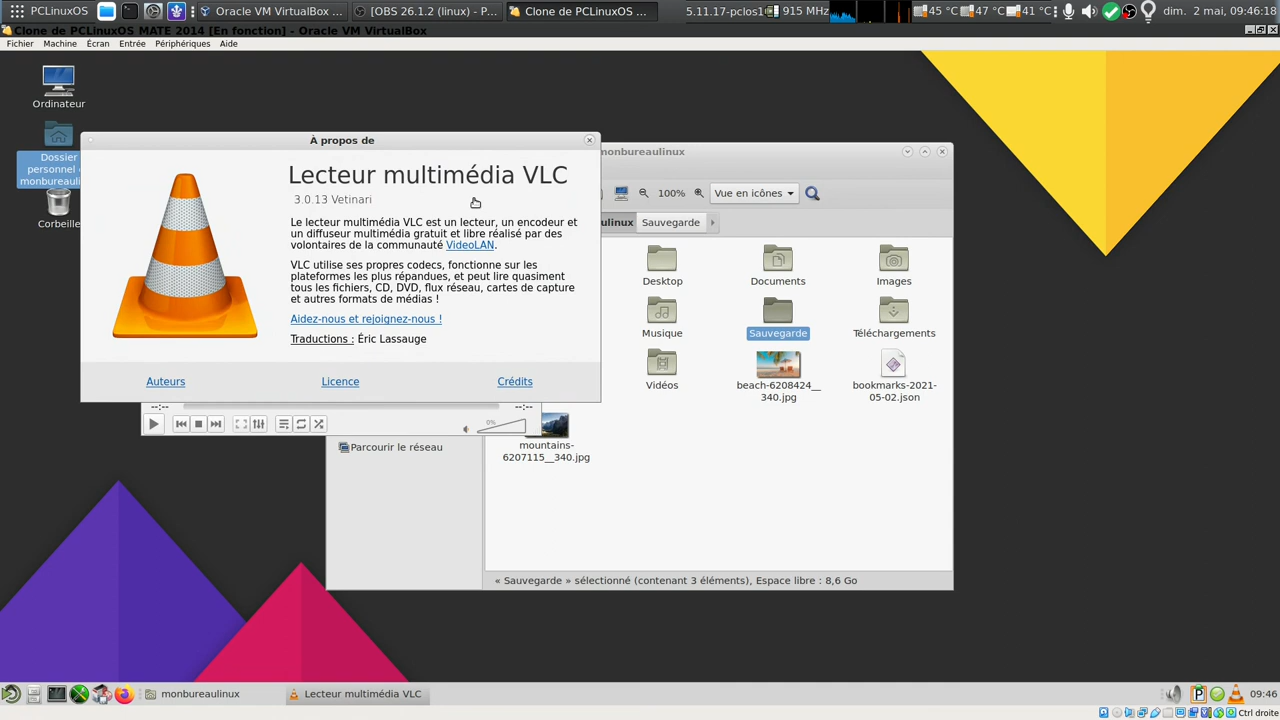 PCLinuxOS
Oracle VM VirtualBox ...
[OBS 26.1.2 (linux) - P...
Clone de PCLinuxOS ...
5.1.117-pclos1
915 MHz
45 °C
47 °C
41 °C
dim. 2 mai, 09:46:18
Clone de PCLinuxOS MATE 2014 [En fonction] - Oracle VM VirtualBox
Fichier Machine Écran Entrée Périphériques Aide
Ordinateur
Dossier
personnel
monbureauli
Corbeille
À propos de
Lecteur multimédia VLC
3.0.13 Vetinari
Le lecteur multimédia VLC est un lecteur, un encodeur et
un diffuseur multimédia gratuit et libre réalisé par des
volontaires de la communauté VideoLAN.
VLC utilise ses propres codecs, fonctionne sur les
plateformes les plus répandues, et peut lire quasiment
tous les fichiers, CD, DVD, flux réseau, cartes de capture
et autres formats de médias !
Aidez-nous et rejoignez-nous !
Traductions : Éric Lassauge
Auteurs Licence Crédits
--:-- --:--
0%
monbureaulinux
100%
Vue en icônes
ulinux Sauvegarde
Desktop
Documents
Images
Musique
Sauvegarde
Téléchargements
Vidéos
beach-6208424__
340.jpg
bookmarks-2021-
05-02.json
mountains-
6207115__340.jpg
Parcourir le réseau
« Sauvegarde » sélectionné (contenant 3 éléments), Espace libre : 8,6 Go
monbureaulinux
Lecteur multimédia VLC
09:46
Ctrl droite